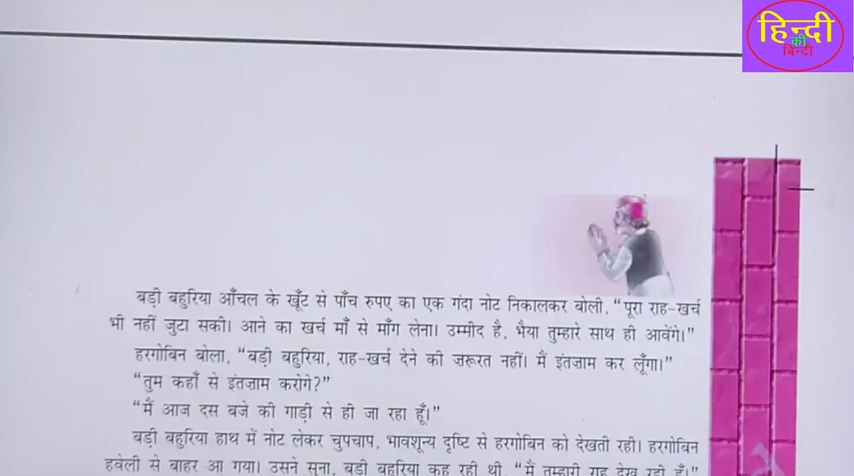 हिन्दी
की
बिन्दी
बड़ी बहुरिया आँचल के खूँट से पाँच रुपए का एक गंदा नोट निकालकर बोली, “पूरा राह-खर्च
भी नहीं जुटा सकी। आने का खर्च माँ से माँग लेना। उम्मीद है, भैया तुम्हारे साथ ही आवेंगे।”
हरगोबिन बोला, “बड़ी बहुरिया, राह-खर्च देने की ज़रूरत नहीं। मैं इंतज़ाम कर लूँगा।”
“तुम कहाँ से इंतज़ाम करोगे?”
“मैं आज दस बजे की गाड़ी से ही जा रहा हूँ।”
बड़ी बहुरिया हाथ में नोट लेकर चुपचाप, भावशून्य दृष्टि से हरगोबिन को देखती रही। हरगोबिन
हवेली से बाहर आ गया। उसने सुना, बड़ी बहुरिया कह रही थी, “मैं तुम्हारी राह देख रही हूँ।”